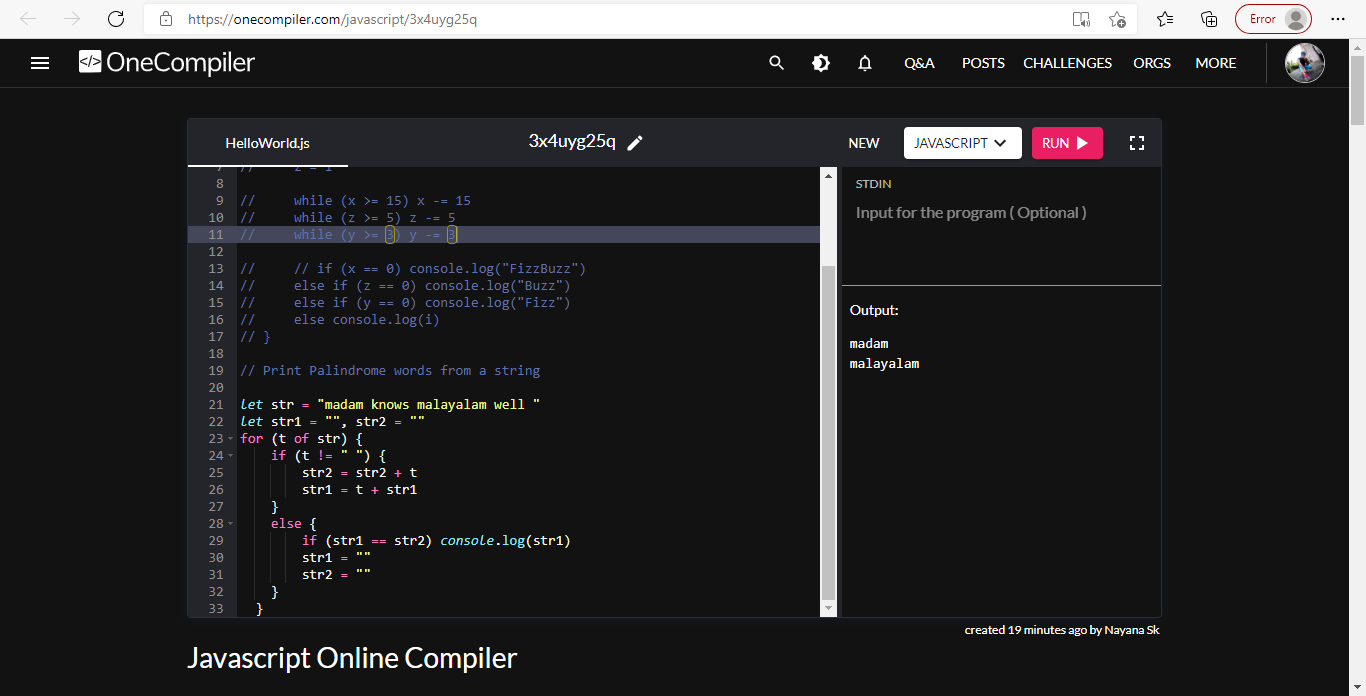 https://onecompiler.com/javascript/3x4uyg25q
Error
</> OneCompiler
Q&A POSTS CHALLENGES ORGS MORE
HelloWorld.js
3x4uyg25q
NEW
JAVASCRIPT
RUN
8
9 //     while (x >= 15) x -= 15
10 //     while (z >= 5) z -= 5
11 //     while (y >= 3) y -= 3
12
13 //     // if (x == 0) console.log("FizzBuzz")
14 //     else if (z == 0) console.log("Buzz")
15 //     else if (y == 0) console.log("Fizz")
16 //     else console.log(i)
17 // }
18
19 // Print Palindrome words from a string
20
21 let str = "madam knows malayalam well "
22 let str1 = "", str2 = ""
23 for (t of str) {
24     if (t != " ") {
25         str2 = str2 + t
26         str1 = t + str1
27     }
28     else {
29         if (str1 == str2) console.log(str1)
30         str1 = ""
31         str2 = ""
32     }
33   }
STDIN
Input for the program ( Optional )
Output:
madam
malayalam
created 19 minutes ago by Nayana Sk
Javascript Online Compiler